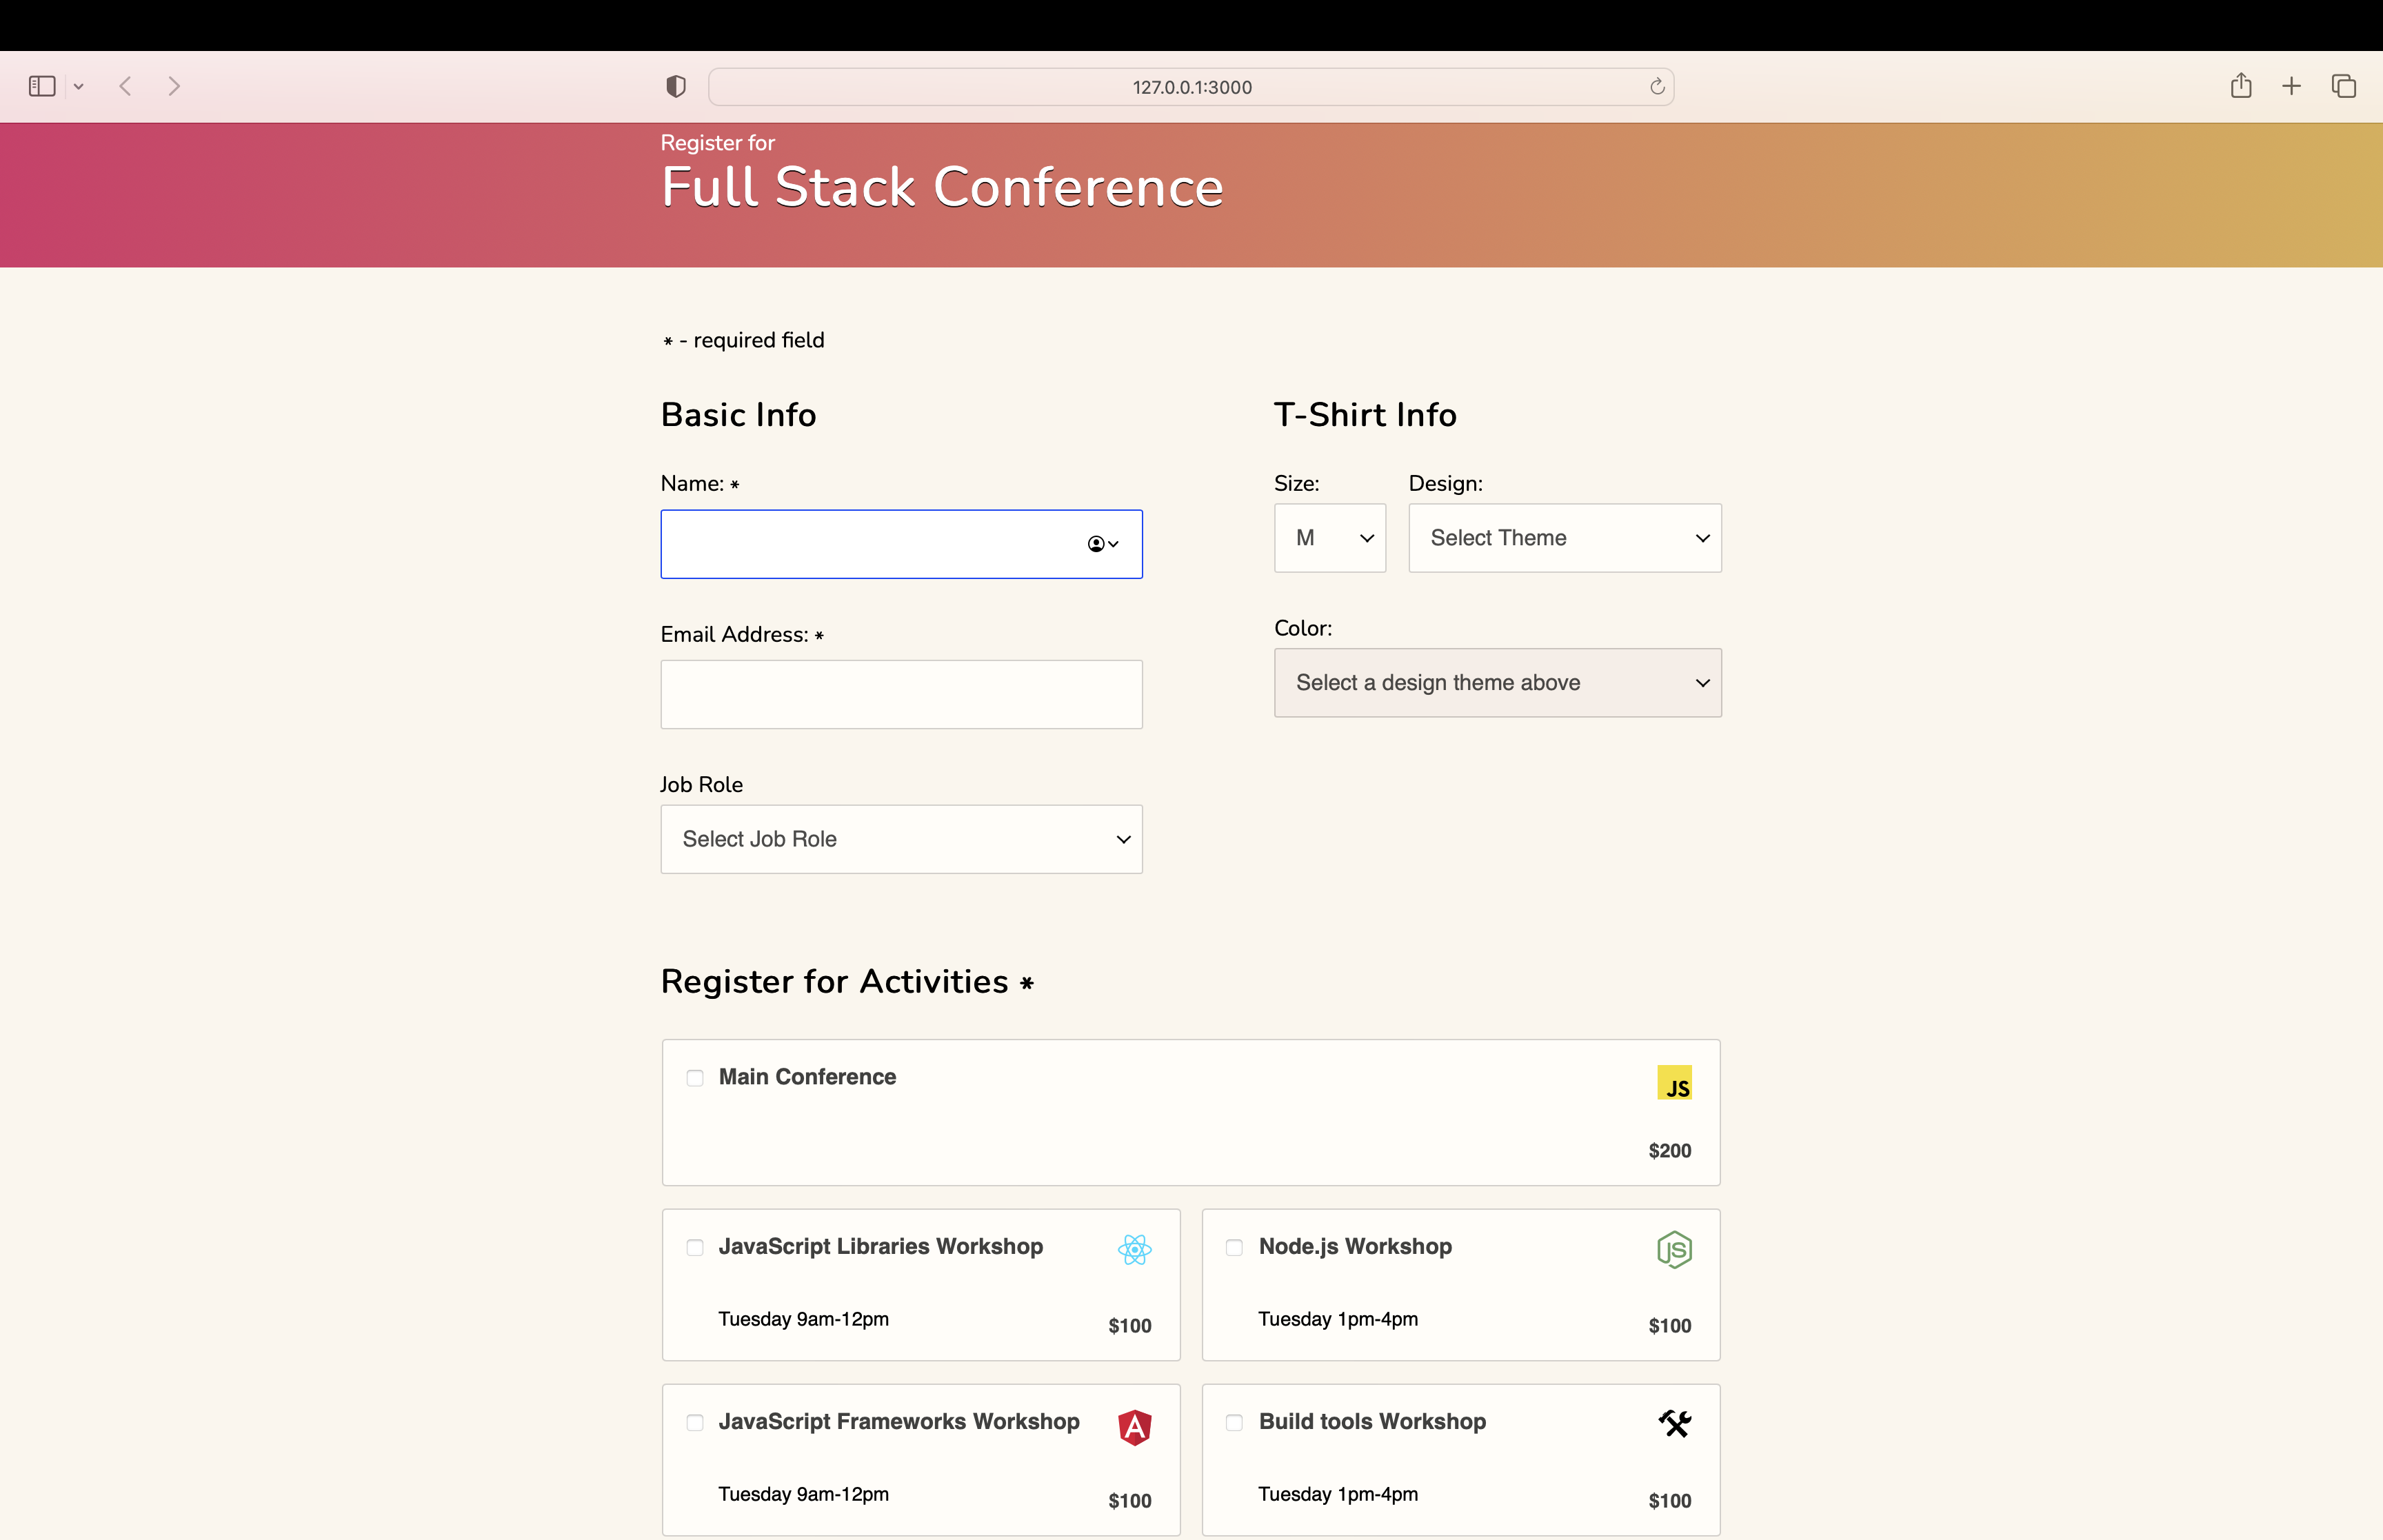 127.0.0.1:3000
Register for
Full Stack Conference
* - required field
Basic Info
Name: *
Email Address: *
Job Role
Select Job Role
T-Shirt Info
Size:
Design:
M
Select Theme
Color:
Select a design theme above
Register for Activities *
Main Conference
JS
$200
JavaScript Libraries Workshop
Tuesday 9am-12pm
$100
Node.js Workshop
JS
Tuesday 1pm-4pm
$100
JavaScript Frameworks Workshop
A
Tuesday 9am-12pm
$100
Build tools Workshop
Tuesday 1pm-4pm
$100